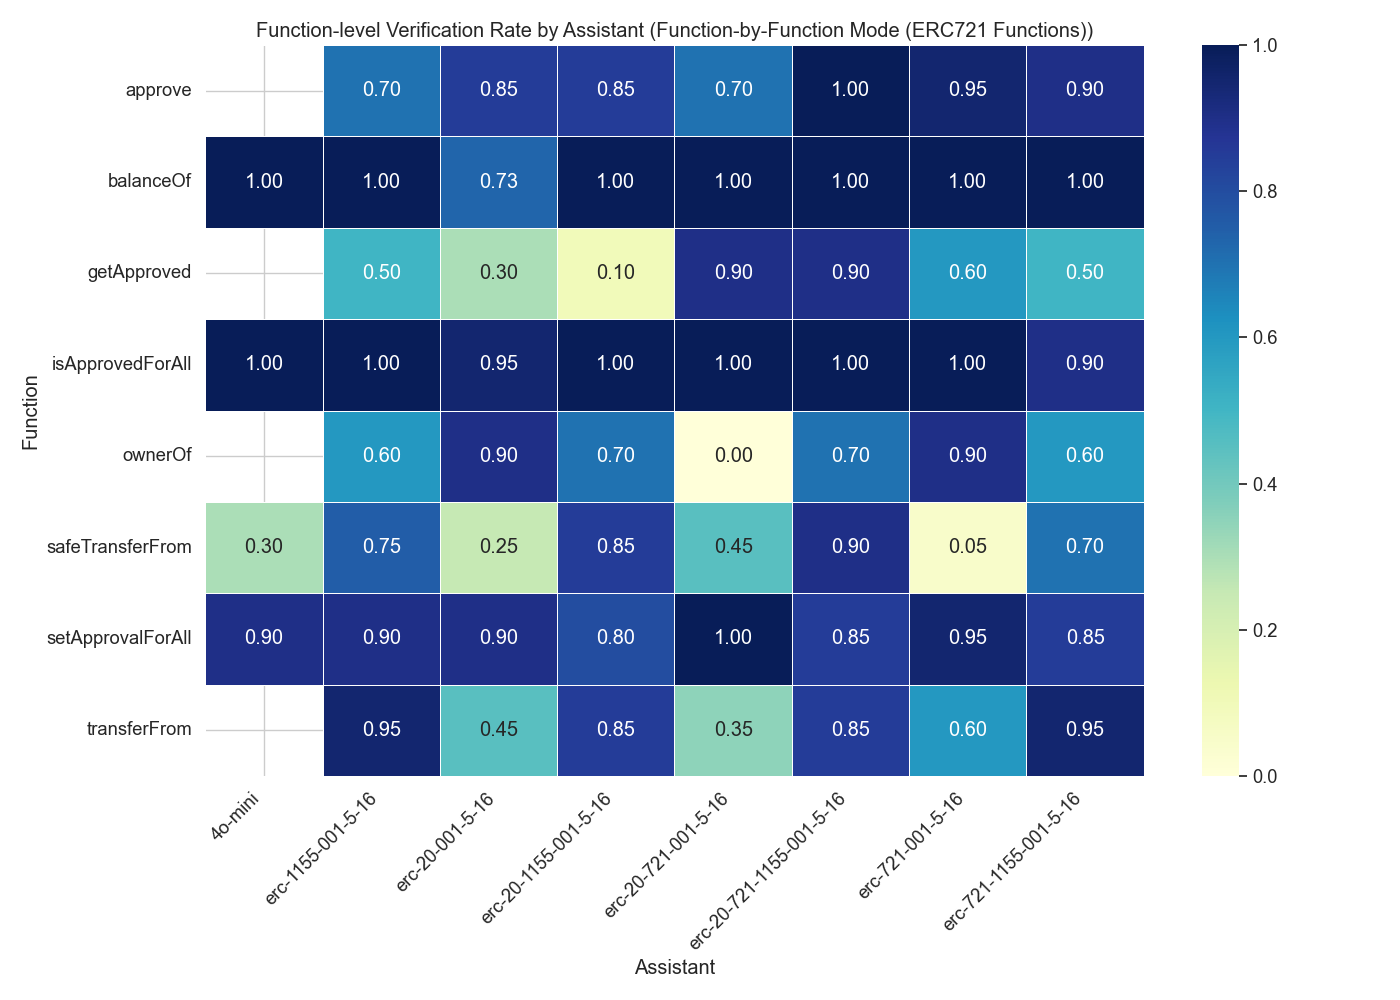 Function-level Verification Rate by Assistant (Function-by-Function Mode (ERC721 Functions))
Function
approve 0.70 0.85 0.85 0.70 1.00 0.95 0.90
balanceOf 1.00 1.00 0.73 1.00 1.00 1.00 1.00 1.00
getApproved 0.50 0.30 0.10 0.90 0.90 0.60 0.50
isApprovedForAll 1.00 1.00 0.95 1.00 1.00 1.00 1.00 0.90
ownerOf 0.60 0.90 0.70 0.00 0.70 0.90 0.60
safeTransferFrom 0.30 0.75 0.25 0.85 0.45 0.90 0.05 0.70
setApprovalForAll 0.90 0.90 0.90 0.80 1.00 0.85 0.95 0.85
transferFrom 0.95 0.45 0.85 0.35 0.85 0.60 0.95
4o-mini
erc-1155-001-5-16
erc-20-001-5-16
erc-20-1155-001-5-16
erc-20-721-001-5-16
erc-20-721-1155-001-5-16
erc-721-001-5-16
erc-721-1155-001-5-16
Assistant
1.0
0.8
0.6
0.4
0.2
0.0